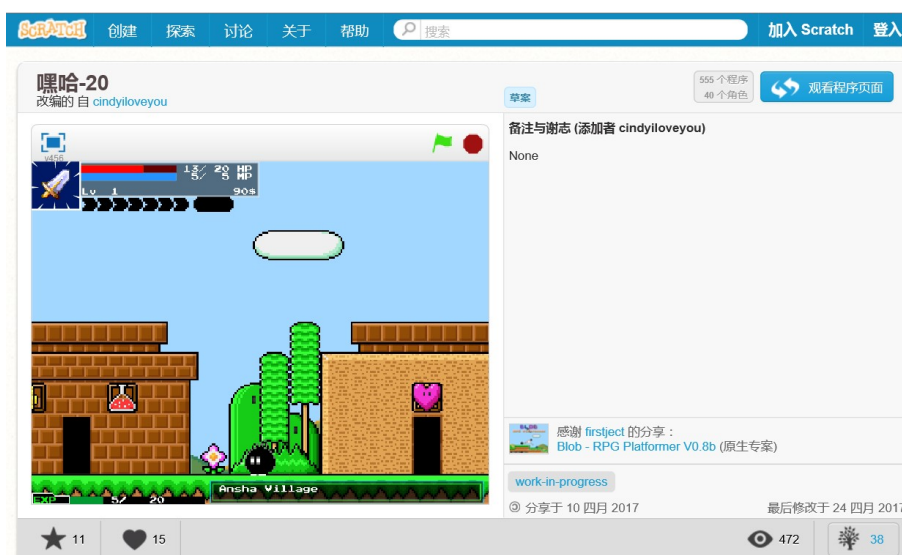 SCRATCH 创建 探索 讨论 关于 帮助 搜索 加入 Scratch 登入
嘿哈-20
改编的 自 cindyiloveyou
草案
555 个程序
40 个角色
观看程序页面
v456
13/ 20 HP
5/ 5 MP
Lv 1 90$
Ansha Village
EXP 5/ 20
备注与谢志 (添加者 cindyiloveyou)
None
感谢 firstject 的分享：
Blob - RPG Platformer V0.8b (原生专案)
work-in-progress
分享于 10 四月 2017 最后修改于 24 四月 2017
11 15 472 38